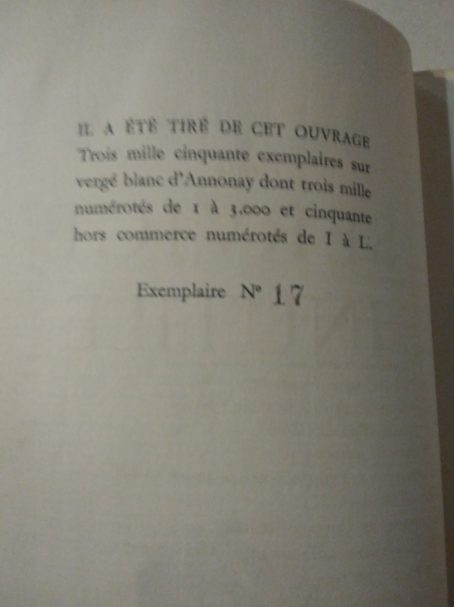 IL A ÉTÉ TIRÉ DE CET OUVRAGE
Trois mille cinquante exemplaires sur
vergé blanc d'Annonay dont trois mille
numérotés de 1 à 3.000 et cinquante
hors commerce numérotés de I à L.
Exemplaire Nº 17